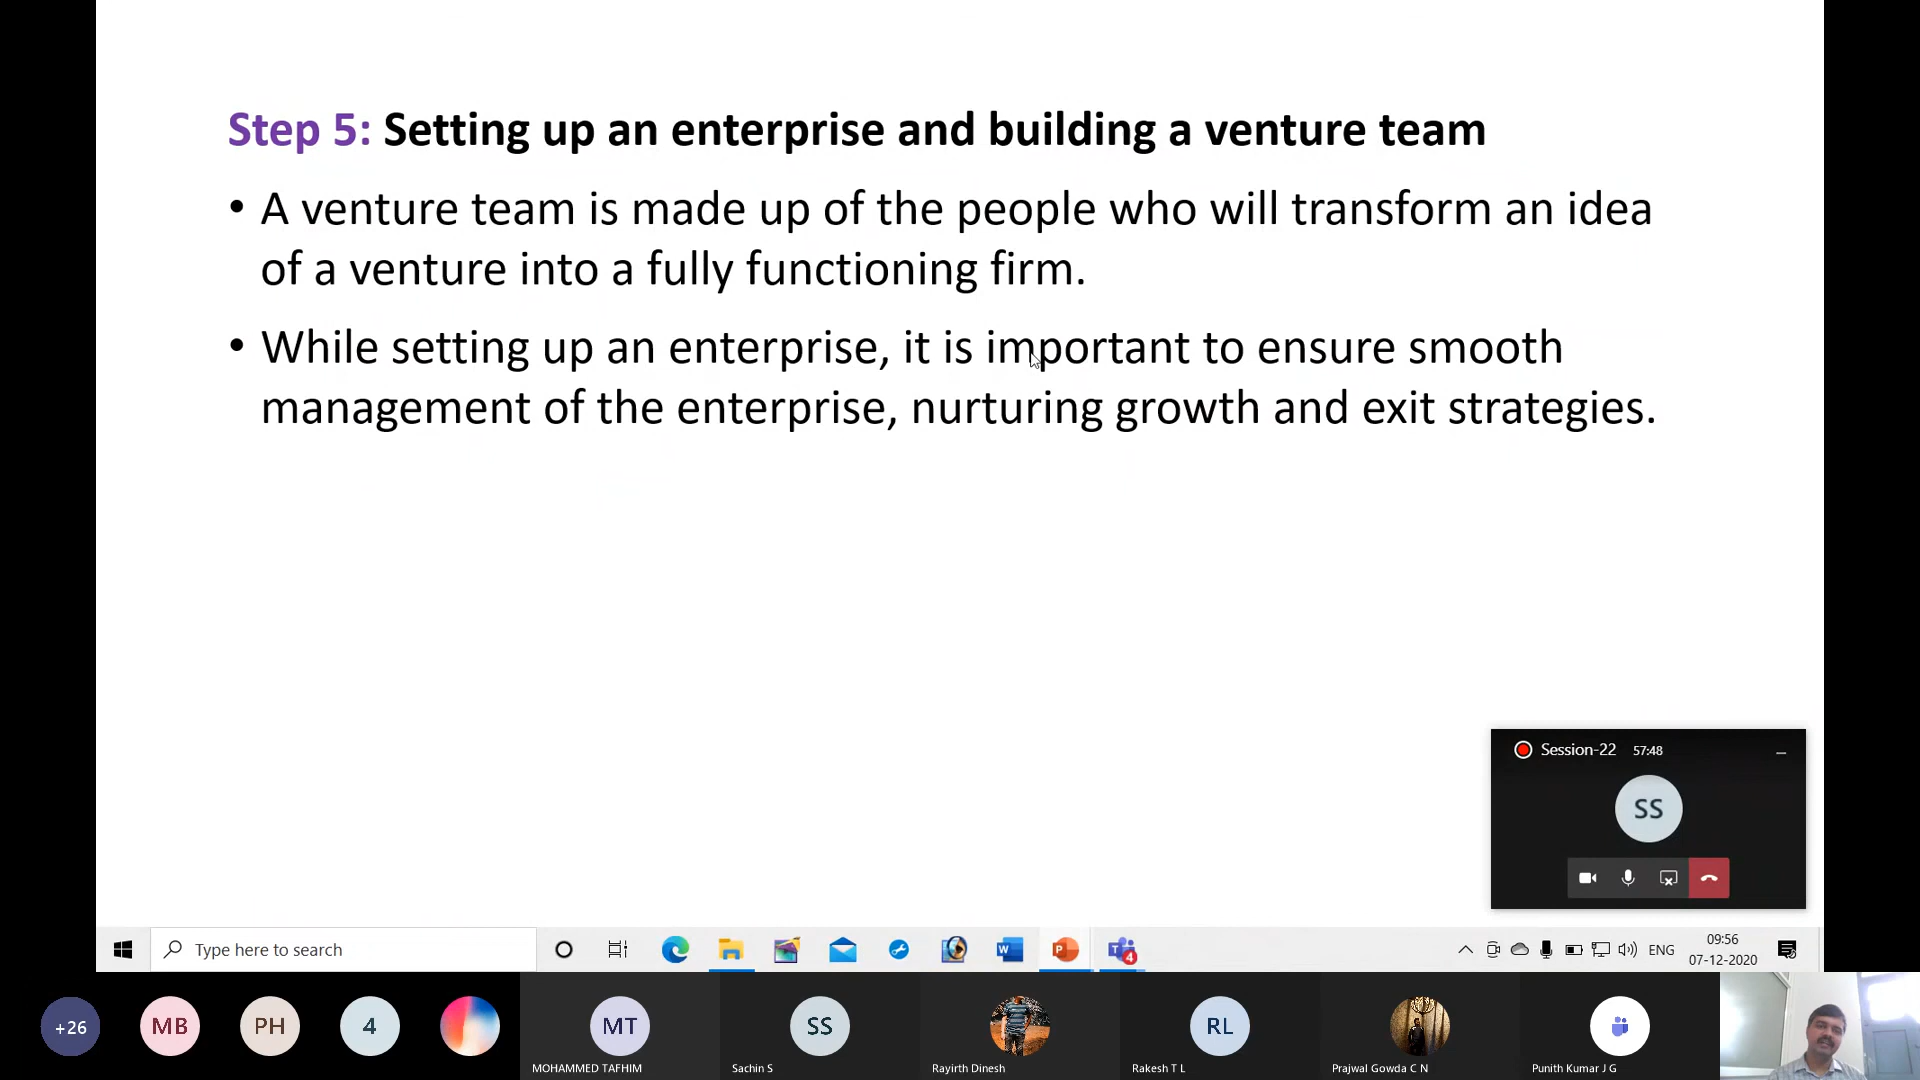 Step 5: Setting up an enterprise and building a venture team
• A venture team is made up of the people who will transform an idea
of a venture into a fully functioning firm.
• While setting up an enterprise, it is important to ensure smooth
management of the enterprise, nurturing growth and exit strategies.
Session-22 57:48
SS
Type here to search
4
ENG
09:56
07-12-2020
+26
MB
PH
4
MT
SS
RL
MOHAMMED TAFHIM
Sachin S
Rayirth Dinesh
Rakesh T L
Prajwal Gowda C N
Punith Kumar J G